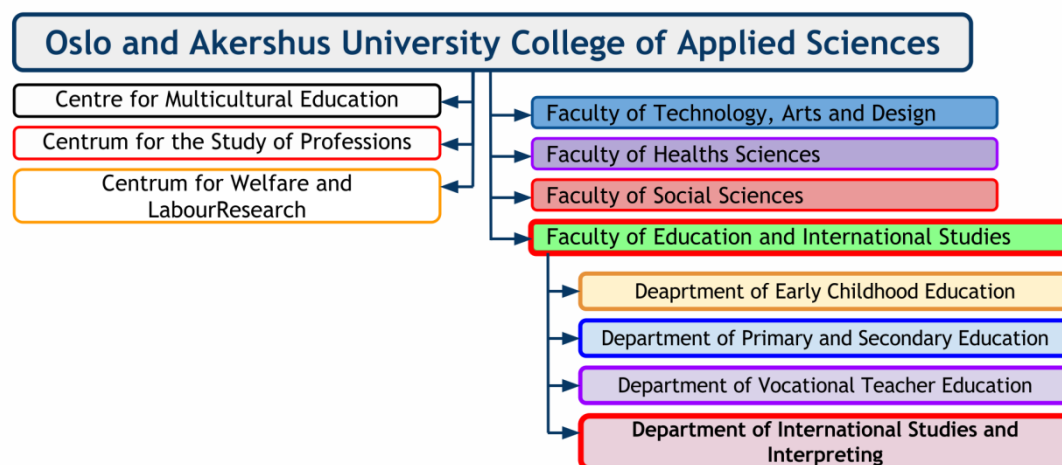 Oslo and Akershus University College of Applied Sciences
Centre for Multicultural Education
Centrum for the Study of Professions
Centrum for Welfare and
LabourResearch
Faculty of Technology, Arts and Design
Faculty of Healths Sciences
Faculty of Social Sciences
Faculty of Education and International Studies
Deaprtment of Early Childhood Education
Department of Primary and Secondary Education
Department of Vocational Teacher Education
Department of International Studies and
Interpreting